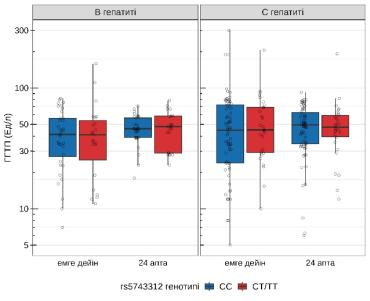 В гепатиті
С гепатиті
ГГТП (Ед/л)
300
100
50
30
10
5
емге дейін
24 апта
емге дейін
24 апта
rs5743312 генотипі
CC
CT/TT